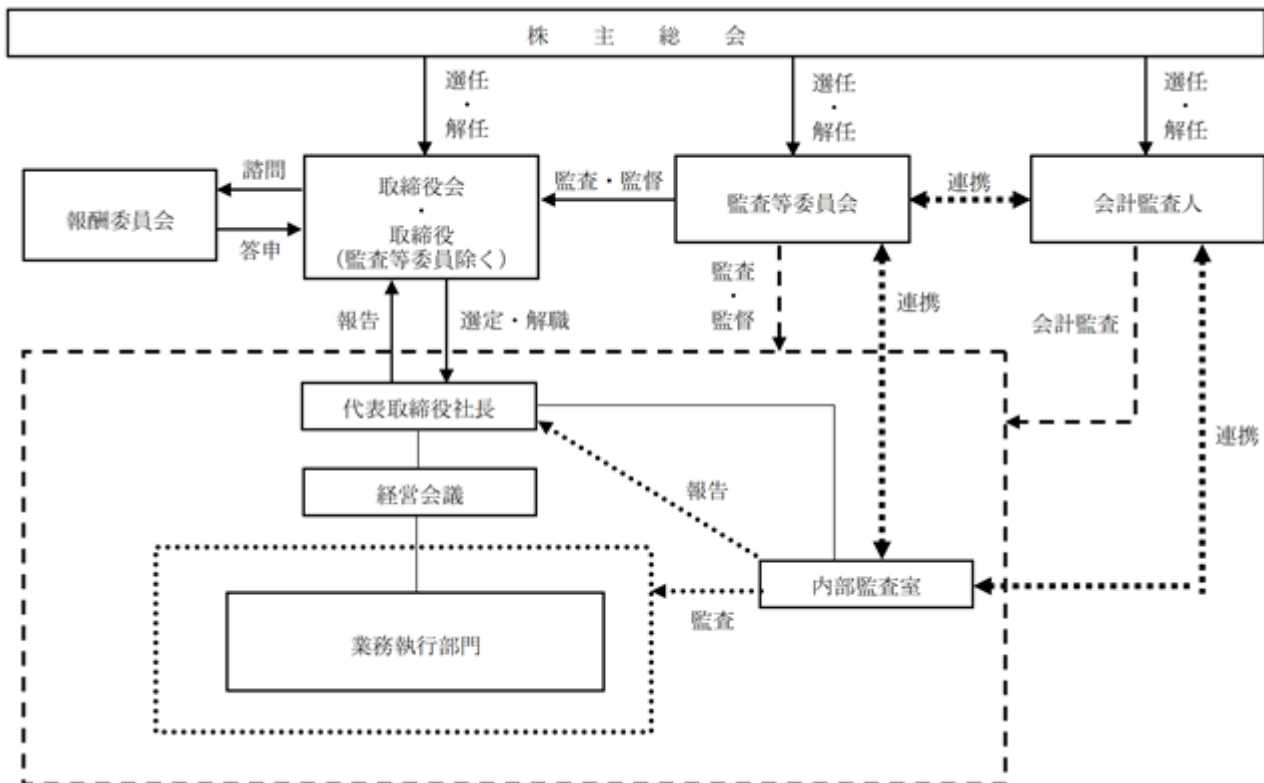 株主総会
選任
・
解任
選任
・
解任
選任
・
解任
諮問
報酬委員会
答申
取締役会
・
取締役
（監査等委員除く）
監査・監督
監査等委員会
連携
会計監査人
報告
選定・解職
監査
・
監督
連携
会計監査
代表取締役社長
連携
経営会議
報告
内部監査室
監査
業務執行部門